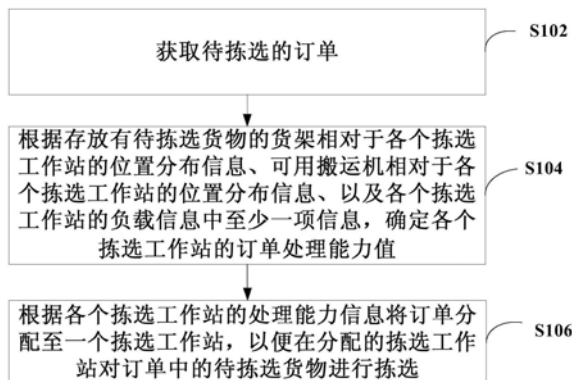 获取待拣选的订单
S102
根据存放有待拣选货物的货架相对于各个拣选
工作站的位置分布信息、可用搬运机相对于各
个拣选工作站的位置分布信息、以及各个拣选
工作站的负载信息中至少一项信息，确定各个
拣选工作站的订单处理能力值
S104
根据各个拣选工作站的处理能力信息将订单分
配至一个拣选工作站，以便在分配的拣选工作
站对订单中的待拣选货物进行拣选
S106